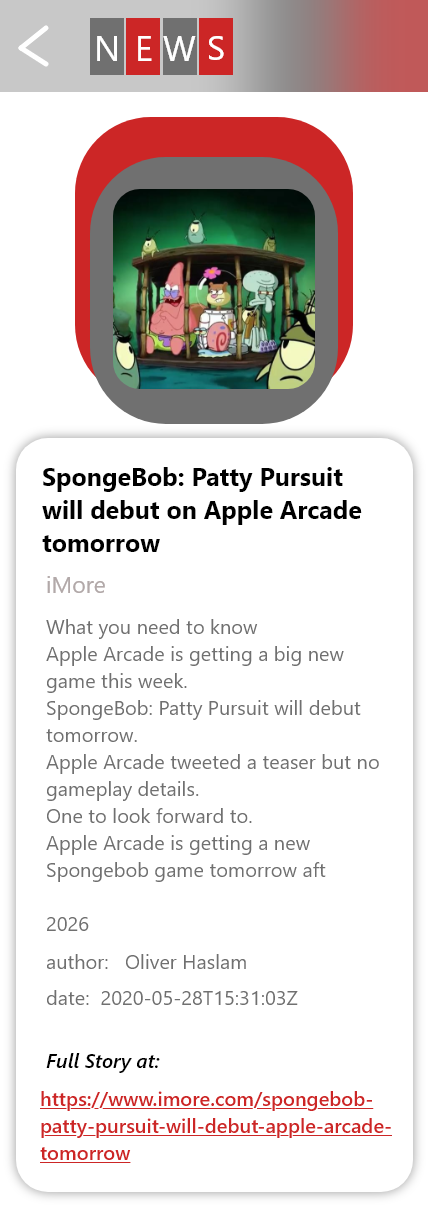 NEWS
SpongeBob: Patty Pursuit
will debut on Apple Arcade
tomorrow
iMore
What you need to know
Apple Arcade is getting a big new
game this week.
SpongeBob: Patty Pursuit will debut
tomorrow.
Apple Arcade tweeted a teaser but no
gameplay details.
One to look forward to.
Apple Arcade is getting a new
Spongebob game tomorrow aft
2026
author: Oliver Haslam
date: 2020-05-28T15:31:03Z
Full Story at:
https://www.imore.com/spongebob-
patty-pursuit-will-debut-apple-arcade-
tomorrow